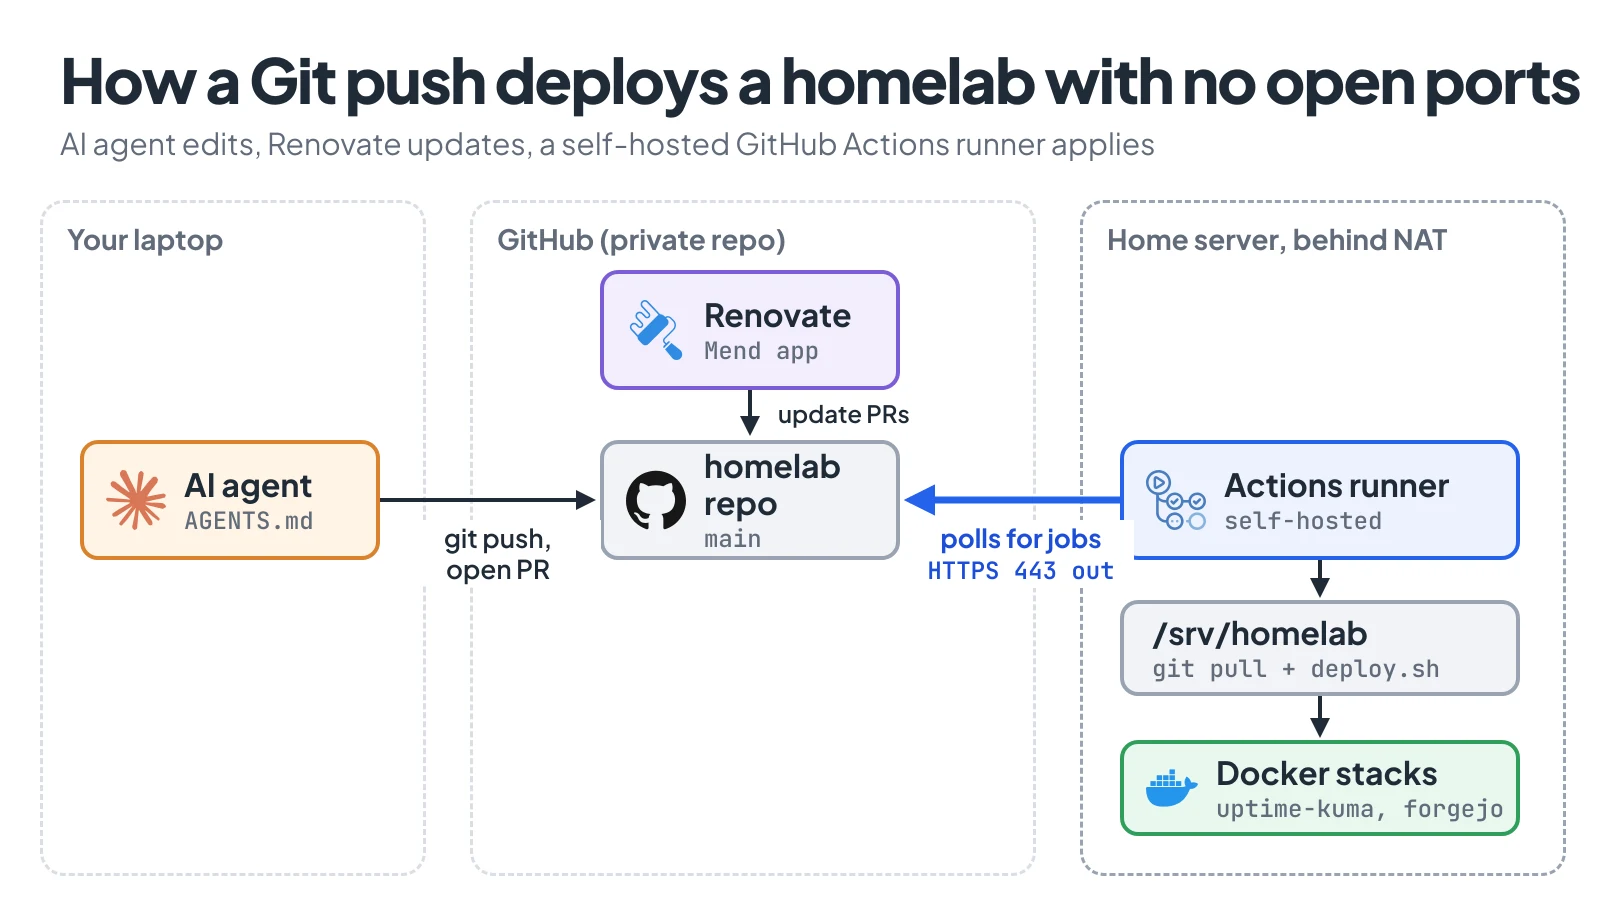 How a Git push deploys a homelab with no open ports
AI agent edits, Renovate updates, a self-hosted GitHub Actions runner applies
Your laptop
AI agent
AGENTS.md
git push,
open PR
GitHub (private repo)
Renovate
Mend app
update PRs
homelab
repo
main
polls for jobs
HTTPS 443 out
Home server, behind NAT
Actions runner
self-hosted
/srv/homelab
git pull + deploy.sh
Docker stacks
uptime-kuma, forgejo